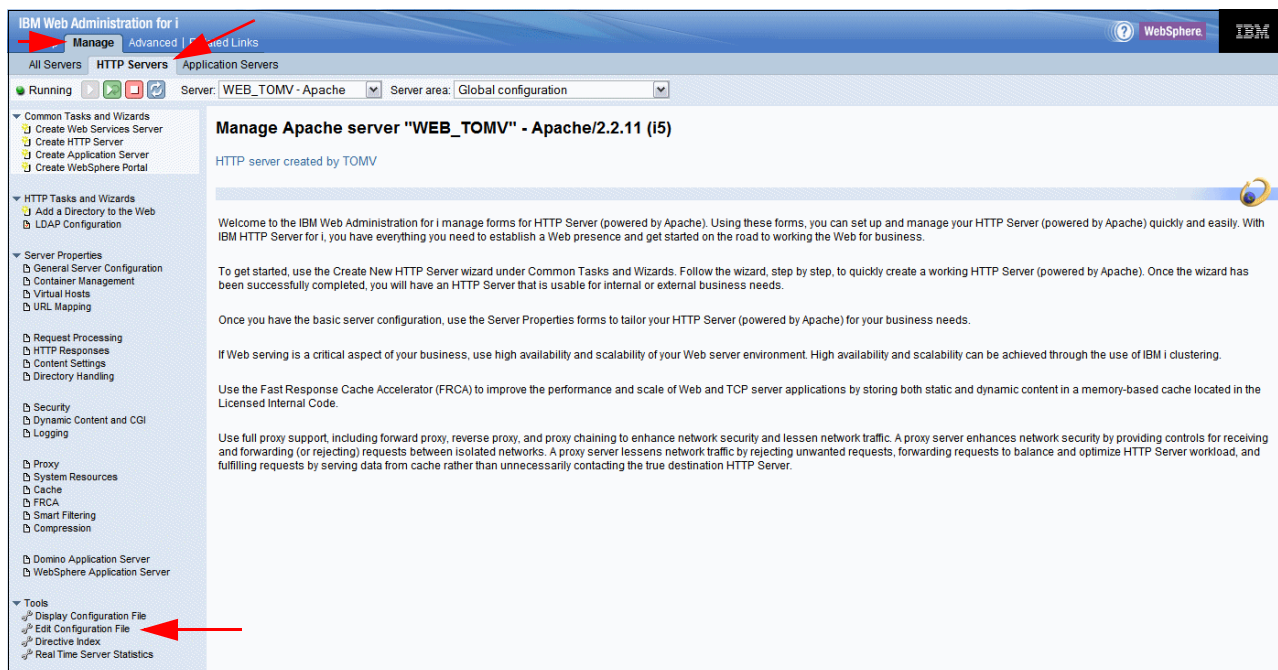 IBM Web Administration for i
Manage Advanced | Related Links
WebSphere.
IBM
All Servers HTTP Servers Application Servers
Running Server: WEB_TOMV - Apache Server area: Global configuration
Common Tasks and Wizards
Create Web Services Server
Create HTTP Server
Create Application Server
Create WebSphere Portal
HTTP Tasks and Wizards
Add a Directory to the Web
LDAP Configuration
Server Properties
General Server Configuration
Container Management
Virtual Hosts
URL Mapping
Request Processing
HTTP Responses
Content Settings
Directory Handling
Security
Dynamic Content and CGI
Logging
Proxy
System Resources
Cache
FRCA
Smart Filtering
Compression
Domino Application Server
WebSphere Application Server
Tools
Display Configuration File
Edit Configuration File
Directive Index
Real Time Server Statistics
Manage Apache server "WEB_TOMV" - Apache/2.2.11 (i5)
HTTP server created by TOMV
Welcome to the IBM Web Administration for i manage forms for HTTP Server (powered by Apache). Using these forms, you can set up and manage your HTTP Server (powered by Apache) quickly and easily. With
IBM HTTP Server for i, you have everything you need to establish a Web presence and get started on the road to working the Web for business.
To get started, use the Create New HTTP Server wizard under Common Tasks and Wizards. Follow the wizard, step by step, to quickly create a working HTTP Server (powered by Apache). Once the wizard has
been successfully completed, you will have an HTTP Server that is usable for internal or external business needs.
Once you have the basic server configuration, use the Server Properties forms to tailor your HTTP Server (powered by Apache) for your business needs.
If Web serving is a critical aspect of your business, use high availability and scalability of your Web server environment. High availability and scalability can be achieved through the use of IBM i clustering.
Use the Fast Response Cache Accelerator (FRCA) to improve the performance and scale of Web and TCP server applications by storing both static and dynamic content in a memory-based cache located in the
Licensed Internal Code.
Use full proxy support, including forward proxy, reverse proxy, and proxy chaining to enhance network security and lessen network traffic. A proxy server enhances network security by providing controls for receiving
and forwarding (or rejecting) requests between isolated networks. A proxy server lessens network traffic by rejecting unwanted requests, forwarding requests to balance and optimize HTTP Server workload, and
fulfilling requests by serving data from cache rather than unnecessarily contacting the true destination HTTP Server.